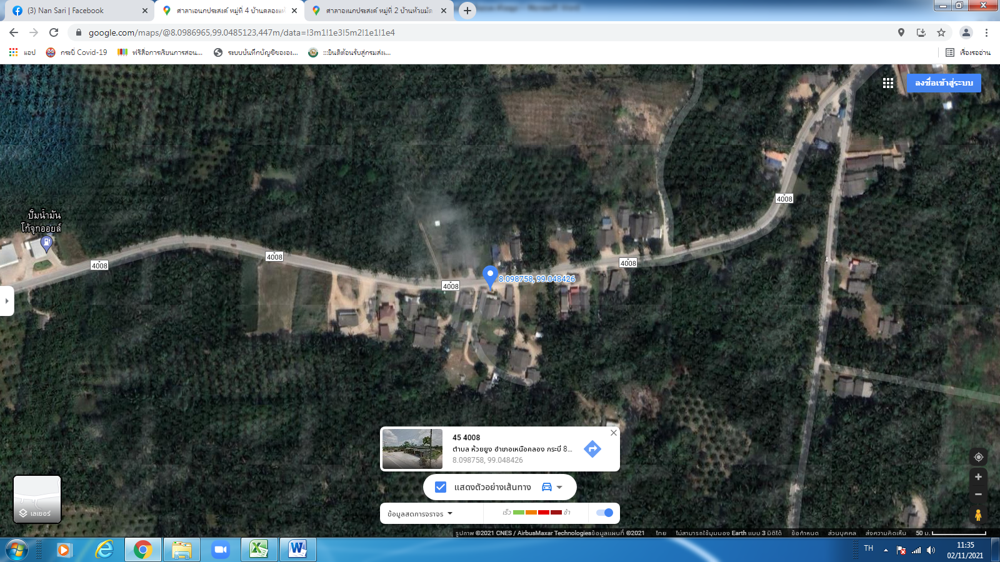 (3) Nan Sari | Facebook
ศาลาเอนกประสงค์ หมู่ที่ 4 บ้านคลองแห้
ศาลาอเนกประสงค์ หมู่ที่ 2 บ้านห้วยมัด
google.com/maps/@8.0986965,99.0485123,447m/data=!3m1!1e3!5m2!1e1!1e4
แอป
กระบี่ Covid-19
ฟรีสื่อการเรียนการสอน...
ระบบบันทึกบัญชีขององ...
:::ยินดีต้อนรับสู่กรมส่งเ...
เรื่องรออ่าน
ลงชื่อเข้าสู่ระบบ
4008
ปั๊มน้ำมัน
โก้จุกออยล์
4008
4008
4008
4008
8.098758, 99.048426
45 4008
ตำบล ห้วยยูง อำเภอเหนือคลอง กระบี่ 8...
8.098758, 99.048426
แสดงตัวอย่างเส้นทาง
เลเยอร์
ข้อมูลสดการจราจร
เร็ว
ช้า
รูปภาพ ©2021 CNES / AirbusMaxar Technologiesข้อมูลแผนที่ ©2021
ไทย
ไม่สามารถใช้มุมมอง Earth แบบ 3 มิติได้
ข้อกำหนด
ส่วนบุคคล
ส่งความคิดเห็น
50 ม.
TH
11:35
02/11/2021